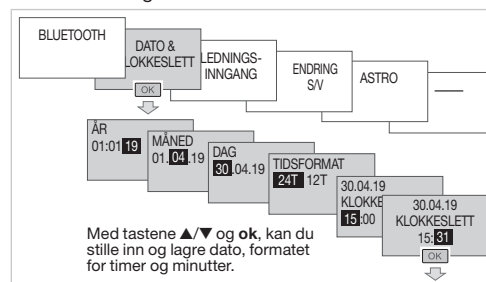 BLUETOOTH
DATO &
LOKKESLETT
OK
LEDNINGS-
INNGANG
ENDRING
S/V
ASTRO
ÅR
01:01 19
MÅNED
01. 04 .19
DAG
30 .04.19
TIDSFORMAT
24T 12T
30.04.19
KLOKKE
15 :00
30.04.19
KLOKKESLETT
15: 31
OK
Med tastene ▲/▼ og ok, kan du
stille inn og lagre dato, formatet
for timer og minutter.